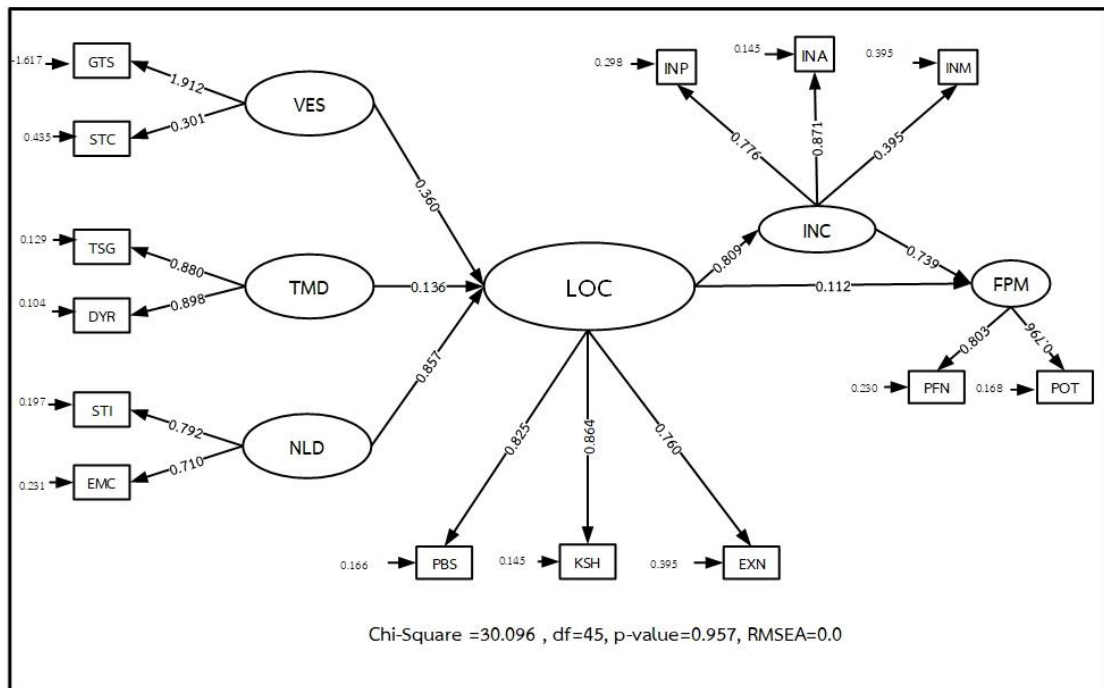 -1.617
GTS
1.912
0.435
STC
0.301
VES
0.360
0.129
TSG
0.880
0.104
DYR
0.898
TMD
0.136
0.197
STI
0.792
0.231
EMC
0.710
NLD
0.857
LOC
0.298
INP
0.145
INA
0.395
INM
0.776
0.871
0.395
INC
0.809
0.739
0.112
FPM
0.803
0.796
0.230
PFN
0.168
POT
0.825
0.864
0.760
0.166
PBS
0.145
KSH
0.395
EXN
Chi-Square =30.096 , df=45, p-value=0.957, RMSEA=0.0